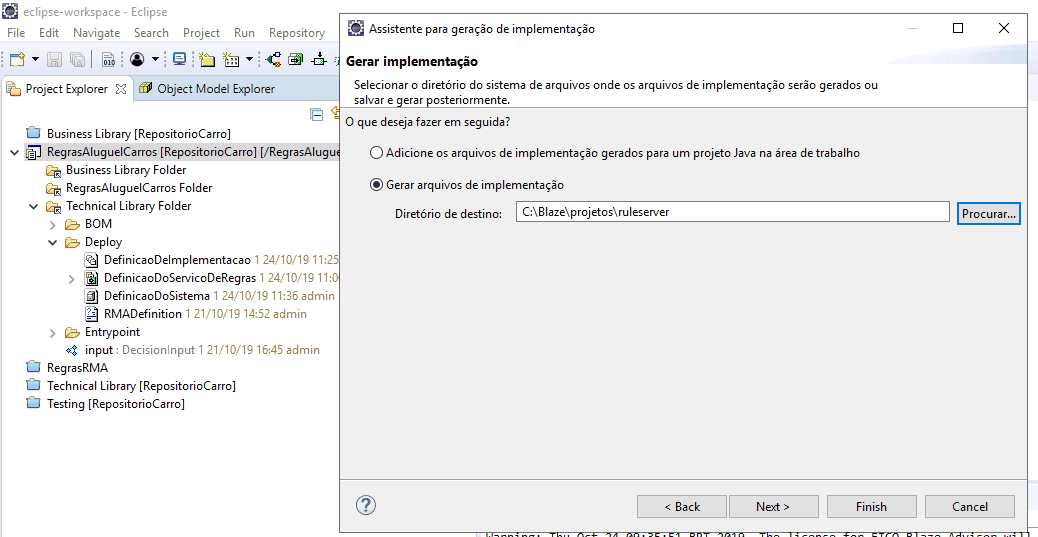 eclipse-workspace - Eclipse
File Edit Navigate Search Project Run Repository
Project Explorer
Object Model Explorer
Business Library [RepositorioCarro]
RegrasAluguelCarros [RepositorioCarro] [/RegrasAlugue
Business Library Folder
RegrasAluguelCarros Folder
Technical Library Folder
BOM
Deploy
DefinicaoDeImplementacao 1 24/10/19 11:25
DefinicaoDoServicoDeRegras 1 24/10/19 11:00
DefinicaoDoSistema 1 24/10/19 11:36 admin
RMADefinition 1 21/10/19 14:52 admin
Entrypoint
input : DecisionInput 1 21/10/19 16:45 admin
RegrasRMA
Technical Library [RepositorioCarro]
Testing [RepositorioCarro]
Assistente para geração de implementação
Gerar implementação
Selecionar o diretório do sistema de arquivos onde os arquivos de implementação serão gerados ou
salvar e gerar posteriormente.
O que deseja fazer em seguida?
Adicione os arquivos de implementação gerados para um projeto Java na área de trabalho
Gerar arquivos de implementação
Diretório de destino: C:\Blaze\projetos\ruleserver Procurar...
< Back Next > Finish Cancel
Warning: Thu Oct 24 09:35:51 BRT 2019 The license for FICO Blaze Advisor will